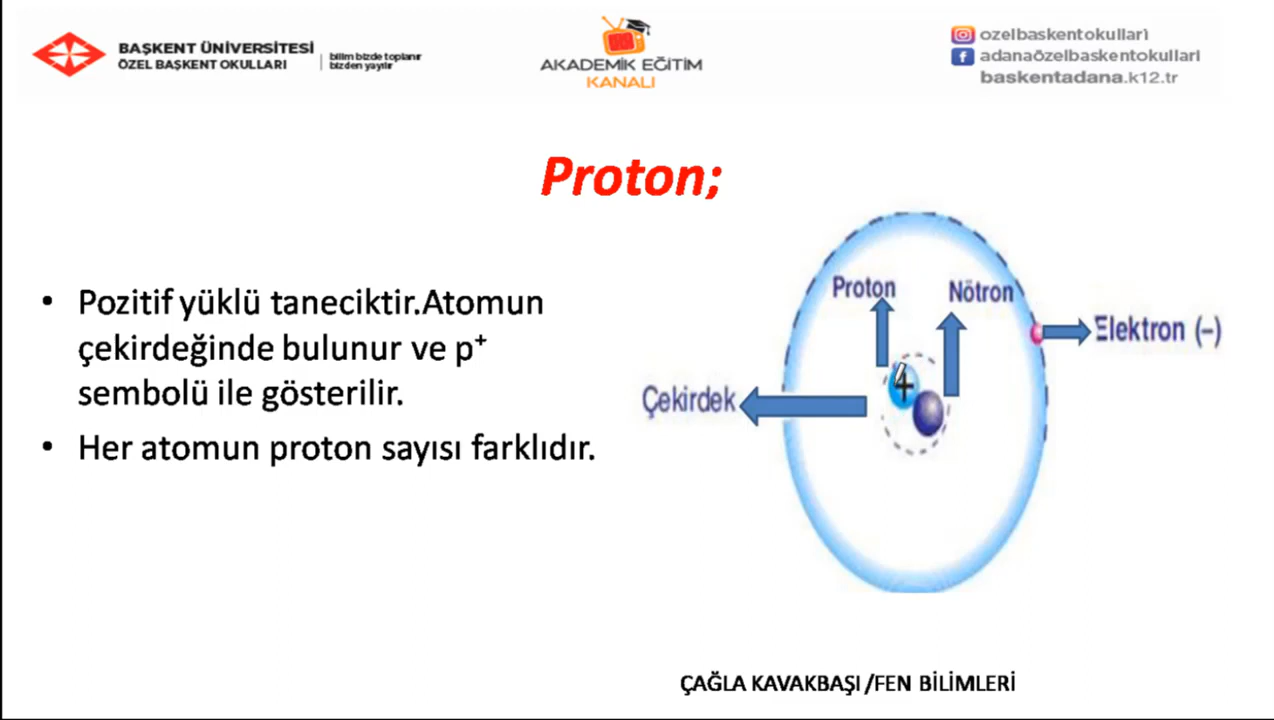 BAŞKENT ÜNİVERSİTESİ
ÖZEL BAŞKENT OKULLARI
bilim bizde toplanır
bizden yayılır
AKADEMİK EĞİTİM
KANALI
ozelbaskentokullari
adanaözelbaskentokullari
baskentadana.k12.tr
Proton;
• Pozitif yüklü taneciktir.Atomun
çekirdeğinde bulunur ve p⁺
sembolü ile gösterilir.
• Her atomun proton sayısı farklıdır.
Proton
Nötron
Elektron (–)
Çekirdek
+
ÇAĞLA KAVAKBAŞI /FEN BİLİMLERİ